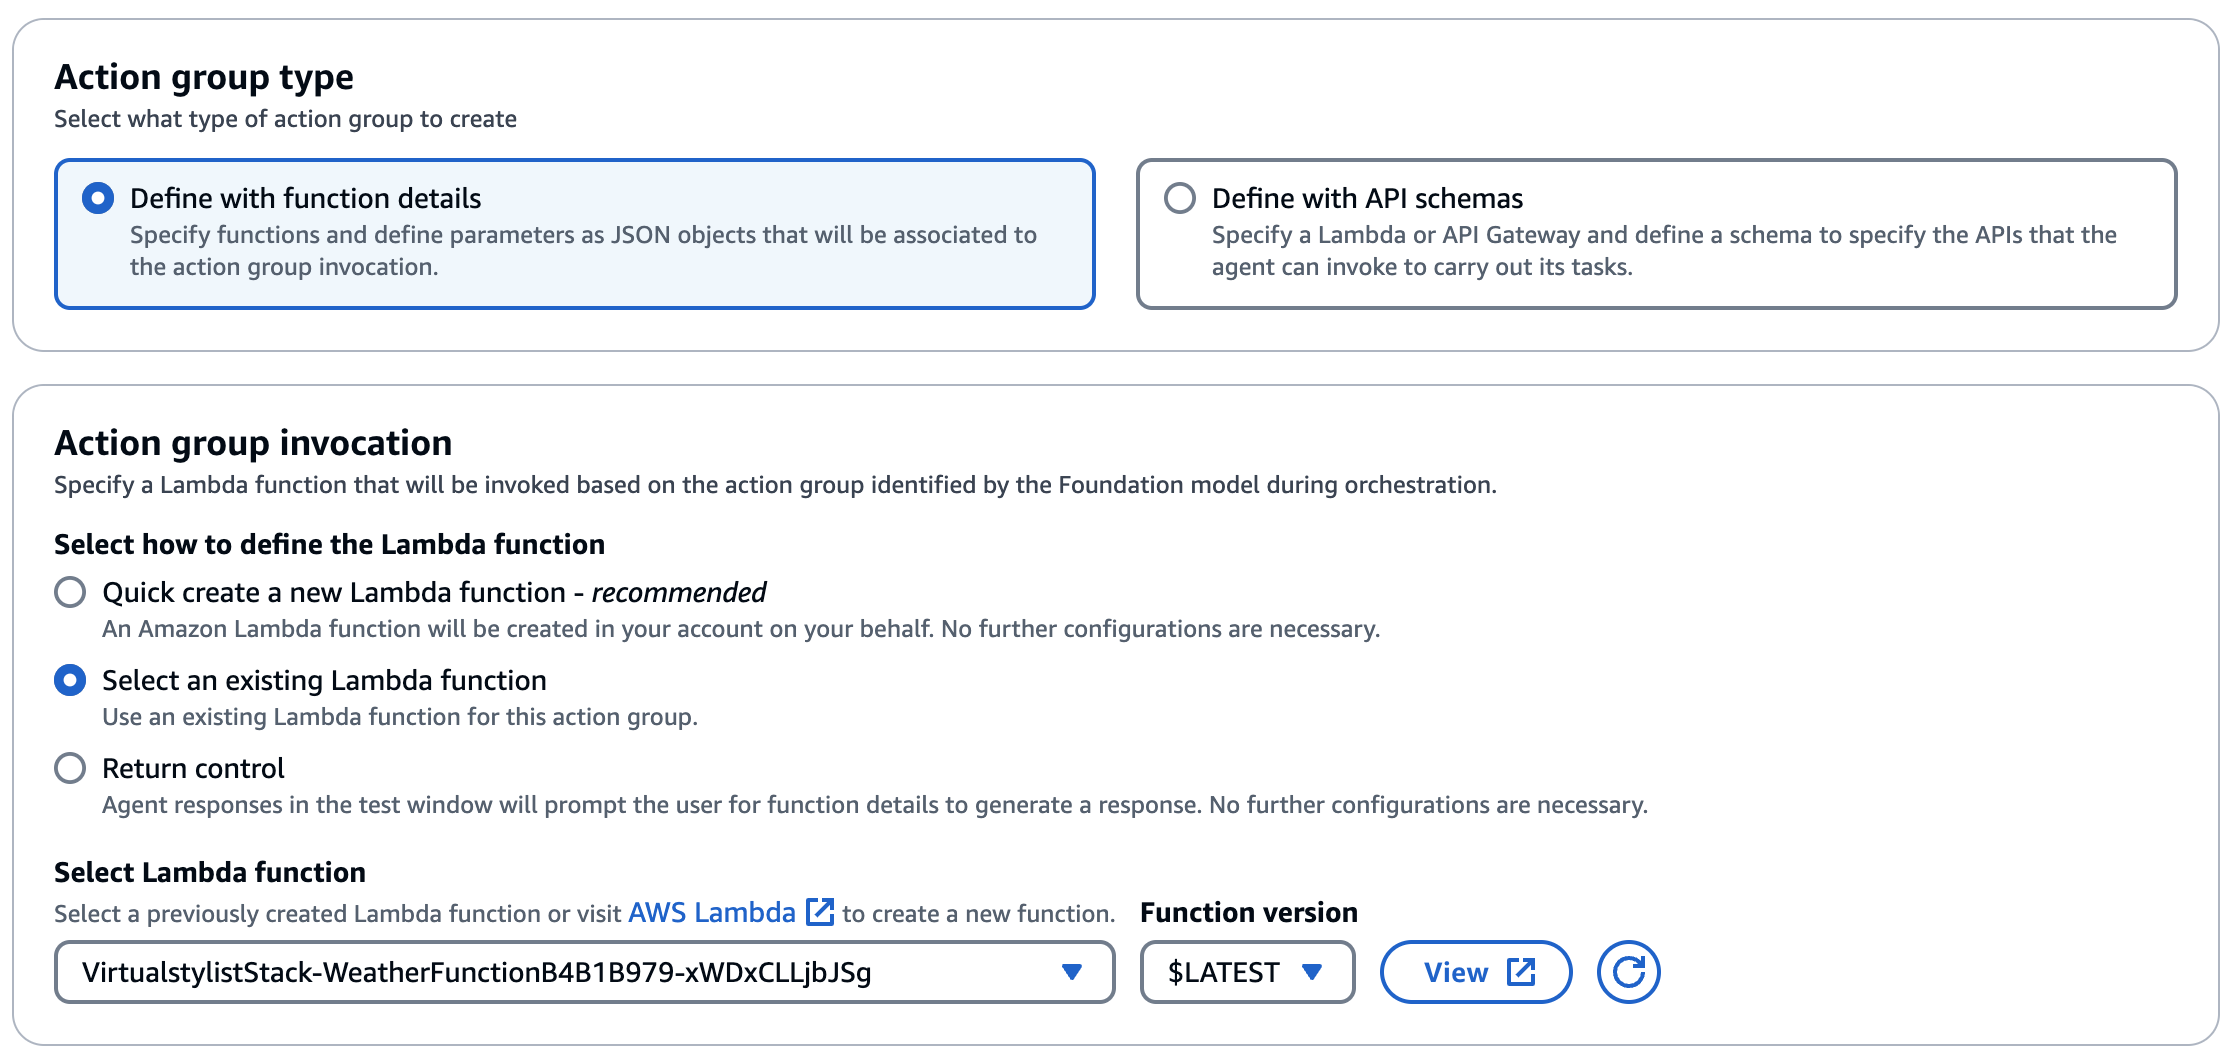 Action group type
Select what type of action group to create
Define with function details
Specify functions and define parameters as JSON objects that will be associated to
the action group invocation.
Define with API schemas
Specify a Lambda or API Gateway and define a schema to specify the APIs that the
agent can invoke to carry out its tasks.
Action group invocation
Specify a Lambda function that will be invoked based on the action group identified by the Foundation model during orchestration.
Select how to define the Lambda function
Quick create a new Lambda function - recommended
An Amazon Lambda function will be created in your account on your behalf. No further configurations are necessary.
Select an existing Lambda function
Use an existing Lambda function for this action group.
Return control
Agent responses in the test window will prompt the user for function details to generate a response. No further configurations are necessary.
Select Lambda function
Select a previously created Lambda function or visit AWS Lambda to create a new function.
Function version
VirtualstylistStack-WeatherFunctionB4B1B979-xWDxCLLjbJSg
$LATEST
View